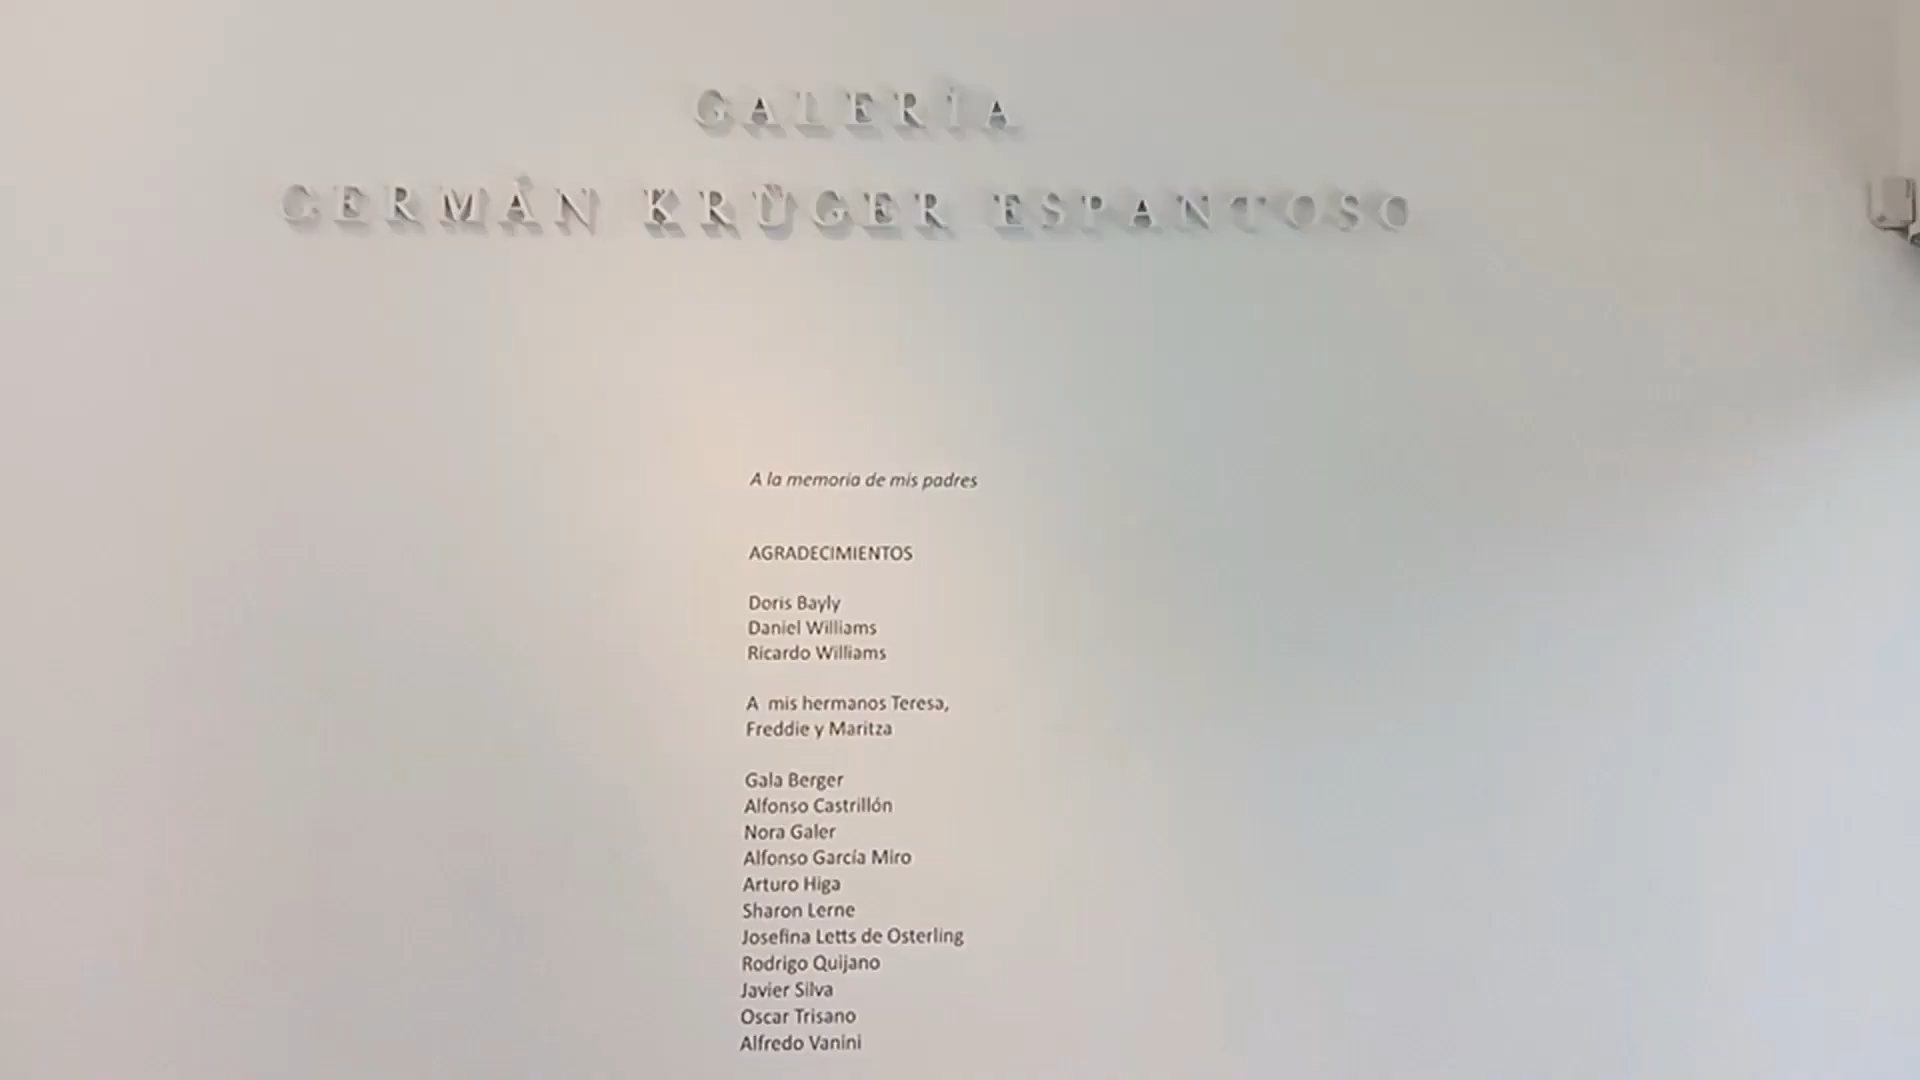 GALERÍA
GERMÁN KRÜGER ESPANTOSO
A la memoria de mis padres
AGRADECIMIENTOS
Doris Bayly
Daniel Williams
Ricardo Williams
A mis hermanos Teresa,
Freddie y Maritza
Gala Berger
Alfonso Castrillón
Nora Galer
Alfonso García Miro
Arturo Higa
Sharon Lerne
Josefina Letts de Osterling
Rodrigo Quijano
Javier Silva
Oscar Trisano
Alfredo Vanini